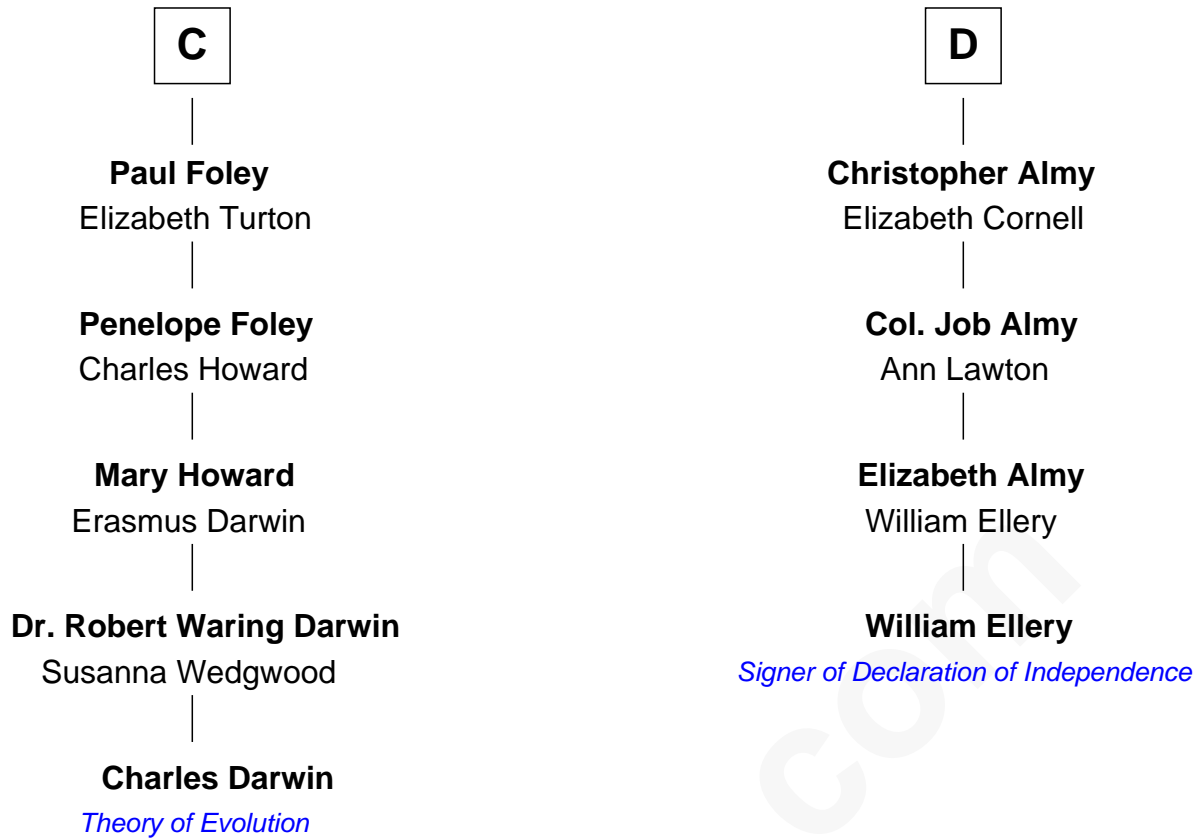 C
Paul Foley
Elizabeth Turton
Penelope Foley
Charles Howard
Mary Howard
Erasmus Darwin
Dr. Robert Waring Darwin
Susanna Wedgwood
Charles Darwin
Theory of Evolution
D
Christopher Almy
Elizabeth Cornell
Col. Job Almy
Ann Lawton
Elizabeth Almy
William Ellery
William Ellery
Signer of Declaration of Independence
com